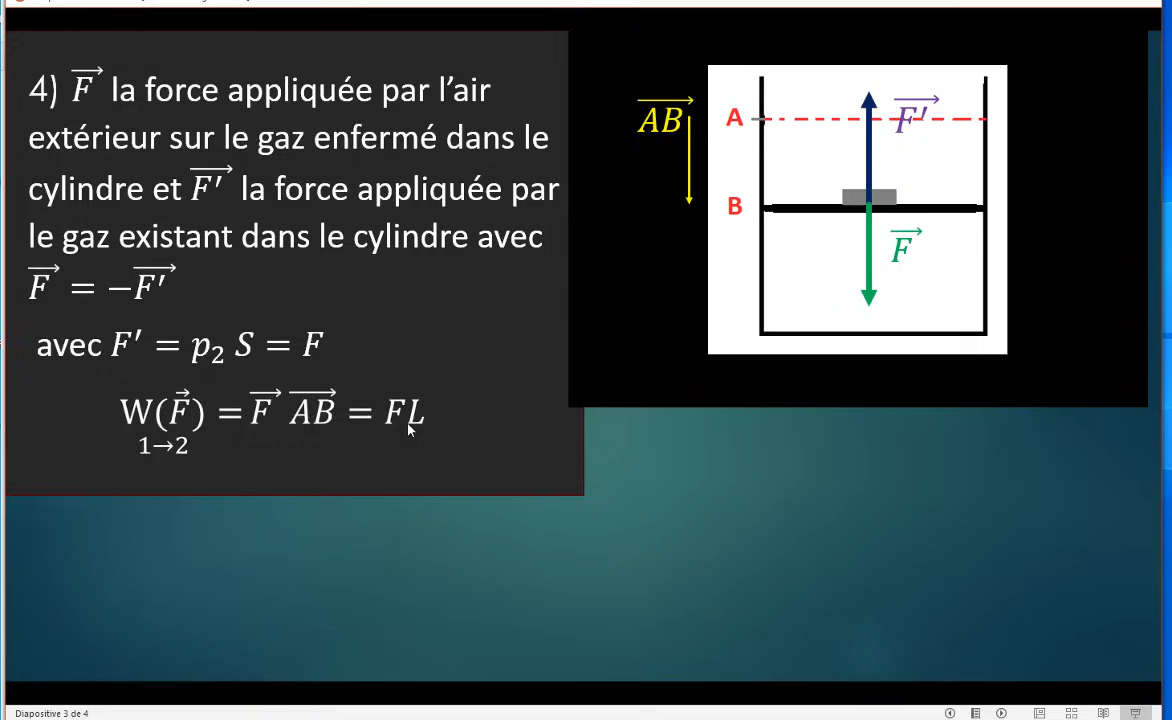 4) F⃗ la force appliquée par l’air
extérieur sur le gaz enfermé dans le
cylindre et F'⃗ la force appliquée par
le gaz existant dans le cylindre avec
F⃗ = −F'⃗
avec F′ = p₂ S = F
W(F⃗) = F⃗ AB⃗ = FL
1→2
AB⃗
A
F'⃗
B
F⃗
Diapositive 3 de 4